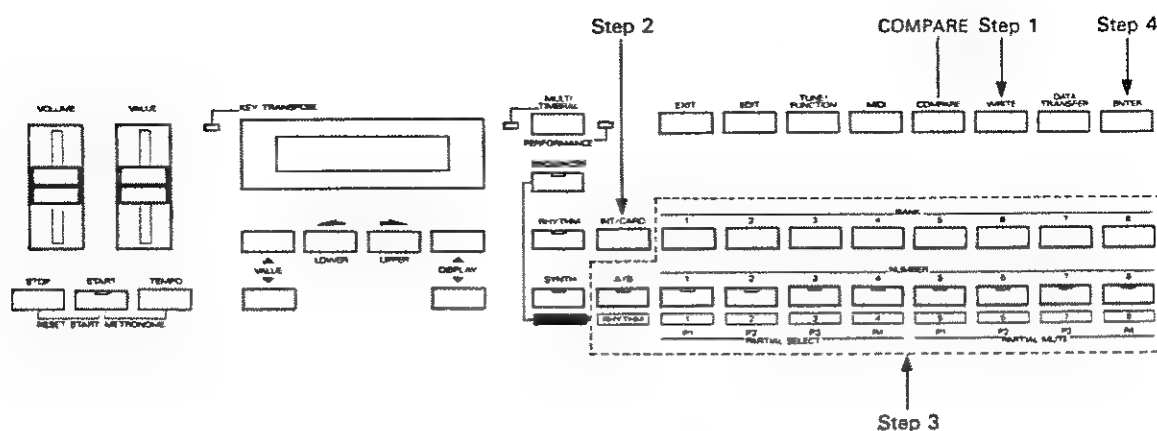 Step 2
COMPARE Step 1
Step 4
VOLUME VALUE
KEY TRANSPOSE
MULTI TIMBRAL
EXIT EDIT TUNE/FUNCTION MIDI COMPARE WRITE DATA TRANSFER ENTER
PERFORMANCE
RHYTHM INT/CARD
BANK
1 2 3 4 5 6 7 8
VALUE LOWER UPPER DISPLAY
STOP START TEMPO
SYNTH A/B
NUMBER
1 2 3 4 5 6 7 8
RESET START METRONOME
RHYTHM 1 2 3 4 5 6 7 8
P1 P2 P3 P4 P1 P2 P3 P4
PARTIAL SELECT PARTIAL MUTE
Step 3